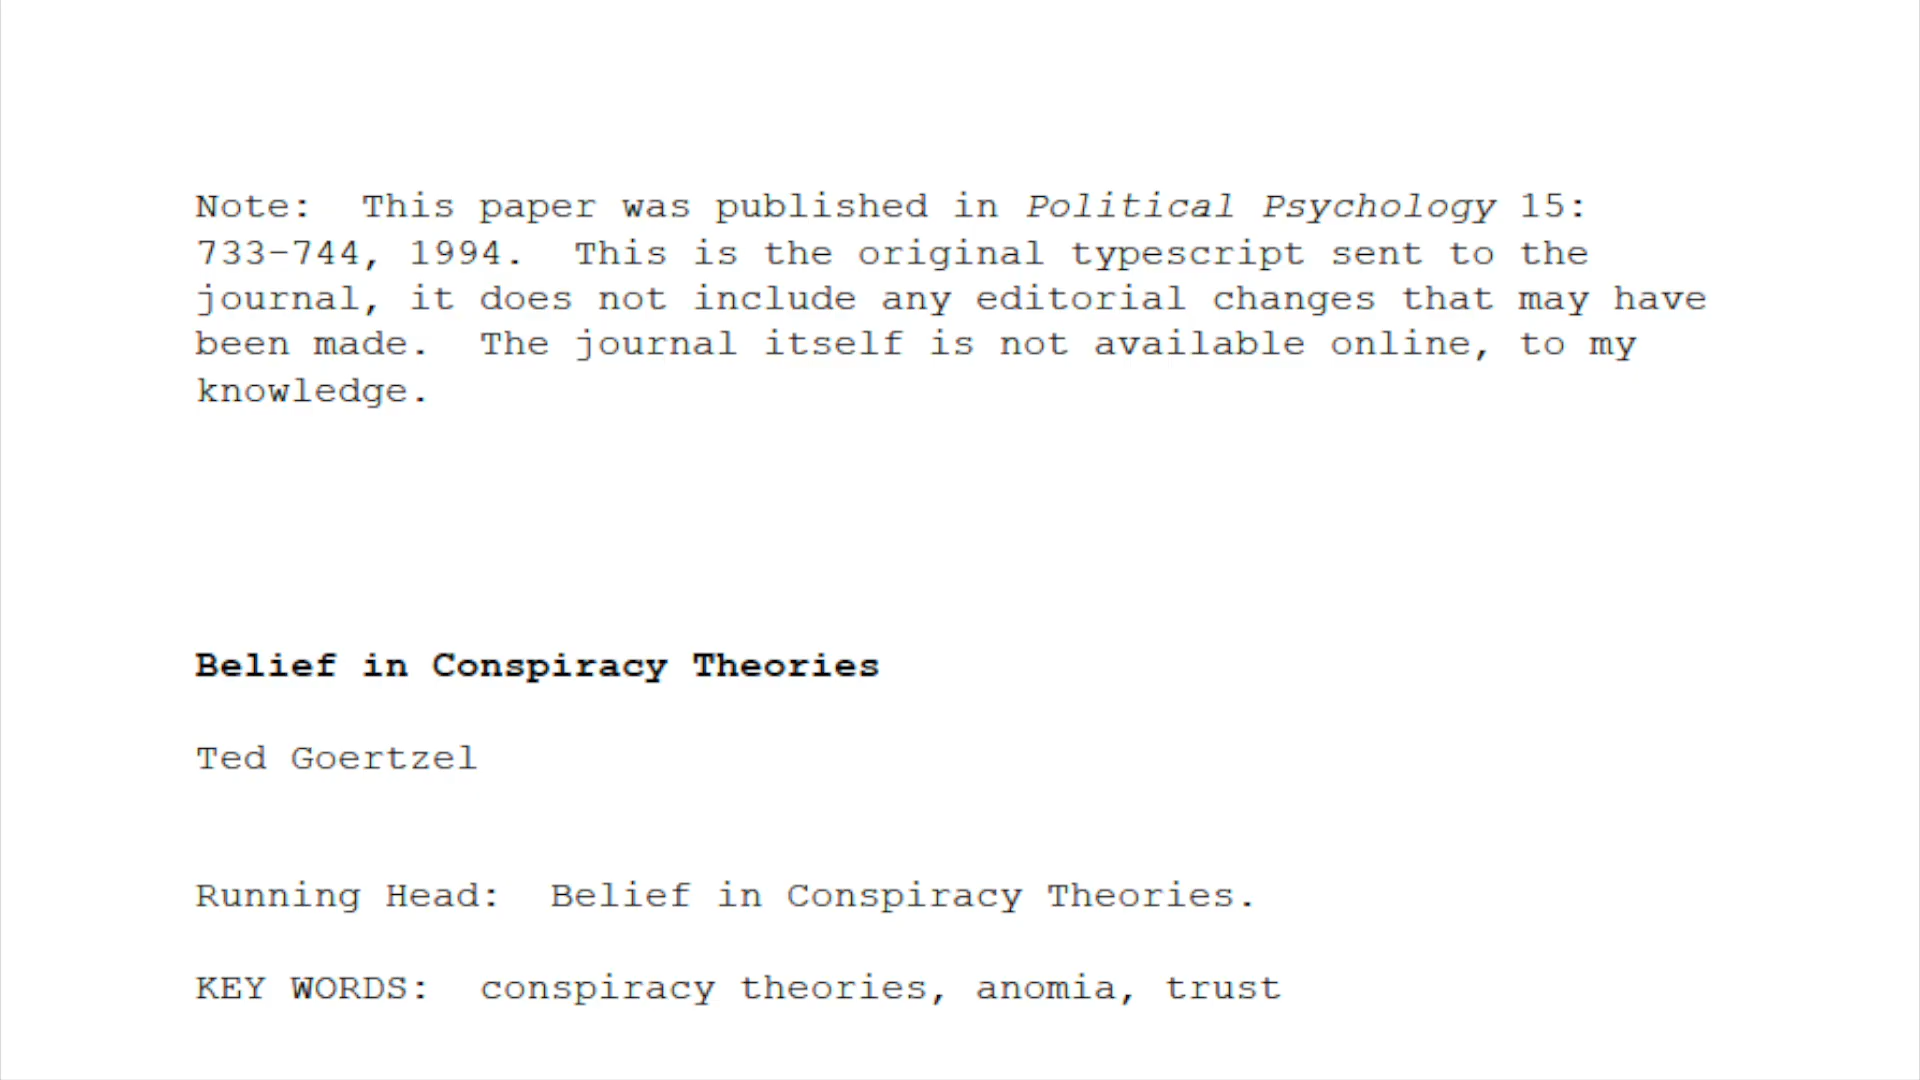 Note:  This paper was published in Political Psychology 15:
733-744, 1994.  This is the original typescript sent to the
journal, it does not include any editorial changes that may have
been made.  The journal itself is not available online, to my
knowledge.
Belief in Conspiracy Theories
Ted Goertzel
Running Head:  Belief in Conspiracy Theories.
KEY WORDS:  conspiracy theories, anomia, trust